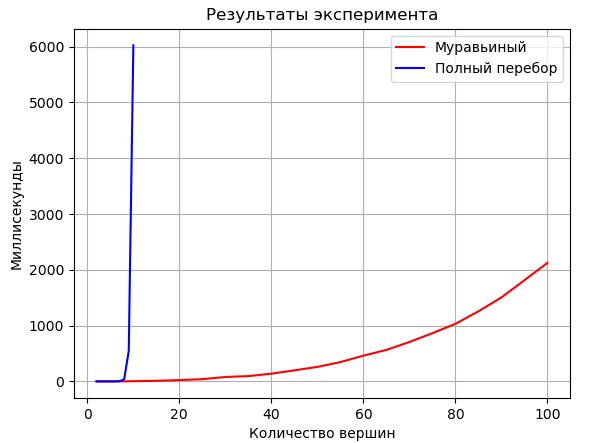 Результаты эксперимента
Муравьиный
Полный перебор
6000
5000
4000
3000
2000
1000
0
Миллисекунды
0 20 40 60 80 100
Количество вершин